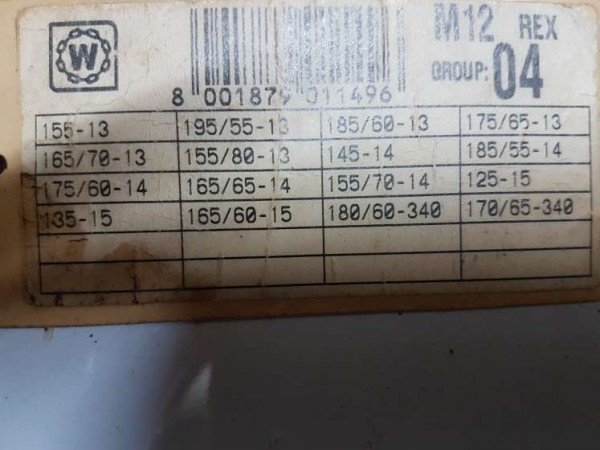 W
M12 REX
GROUP: 04
8 001879 011496
155-13 195/55-13 185/60-13 175/65-13
165/70-13 155/80-13 145-14 185/55-14
175/60-14 165/65-14 155/70-14 125-15
135-15 165/60-15 180/60-340 170/65-340